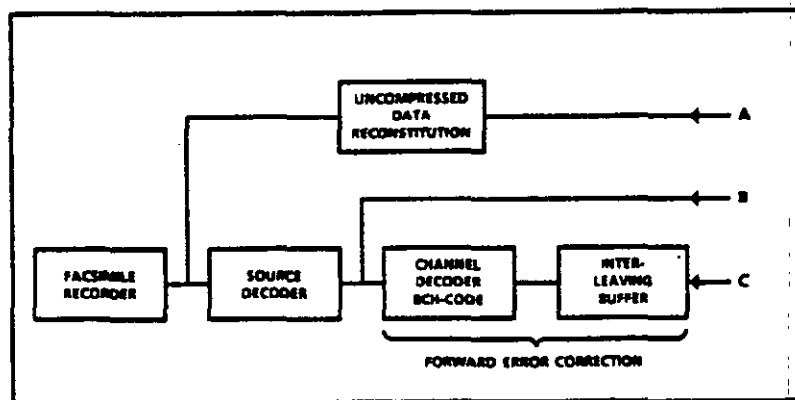 UNCOMPRESSED
DATA
RECONSTITUTION
A
B
FACSIMILE
RECORDER
SOURCE
DECODER
CHANNEL
DECODER
BCH-CODE
INTER-
LEAVING
BUFFER
C
FORWARD ERROR CORRECTION